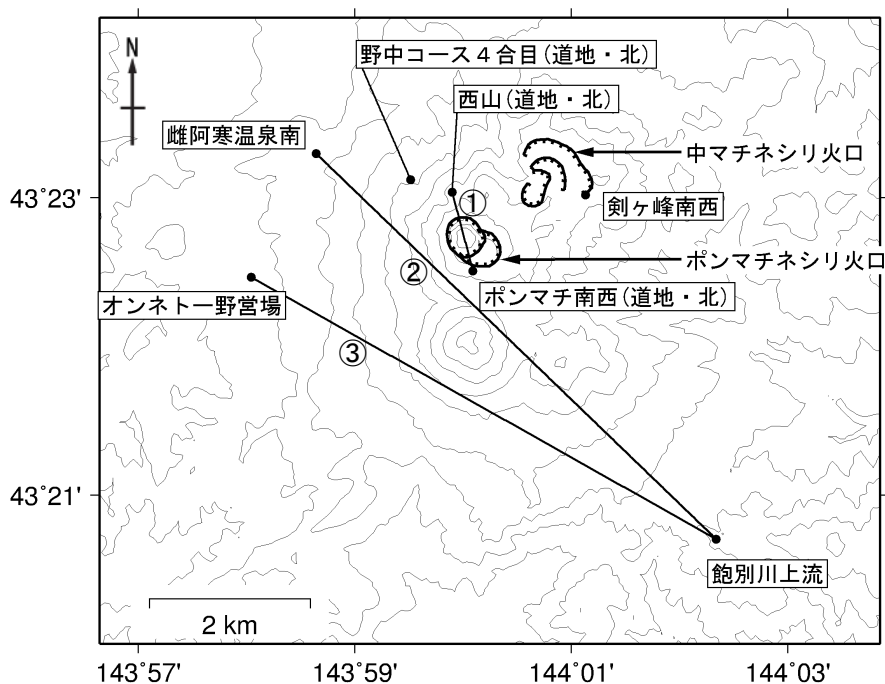 N
野中コース4合目(道地・北)
西山(道地・北)
雌阿寒温泉南
中マチネシリ火口
43°23'
①
剣ヶ峰南西
②
ポンマチネシリ火口
オンネトー野営場
ポンマチ南西(道地・北)
③
43°21'
飽別川上流
2 km
143°57'
143°59'
144°01'
144°03'